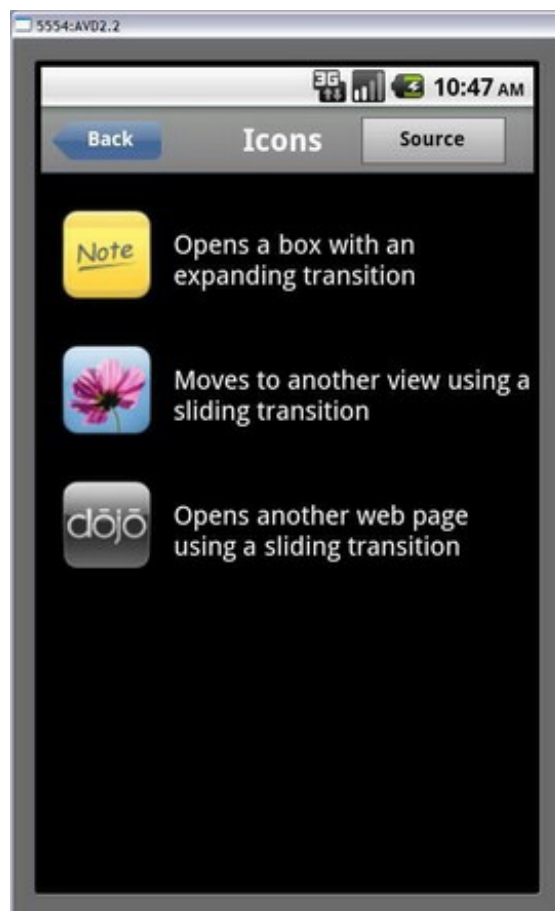 5554:AVD2.2
3G
10:47 AM
Back
Icons
Source
Note
Opens a box with an
expanding transition
Moves to another view using a
sliding transition
dōjō
Opens another web page
using a sliding transition